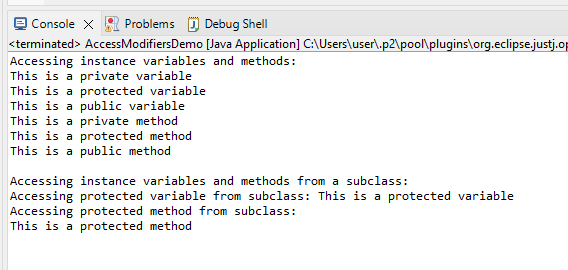 Console Problems Debug Shell
<terminated> AccessModifiersDemo [Java Application] C:\Users\user\.p2\pool\plugins\org.eclipse.justj.op
Accessing instance variables and methods:
This is a private variable
This is a protected variable
This is a public variable
This is a private method
This is a protected method
This is a public method
Accessing instance variables and methods from a subclass:
Accessing protected variable from subclass: This is a protected variable
Accessing protected method from subclass:
This is a protected method